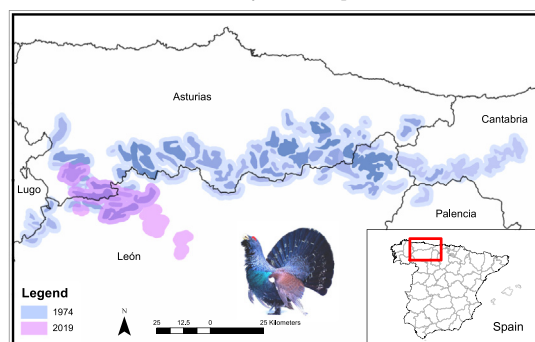 Asturias
Cantabria
Lugo
Palencia
León
Legend
1974
2019
N
25 12.5 0 25 Kilometers
Spain